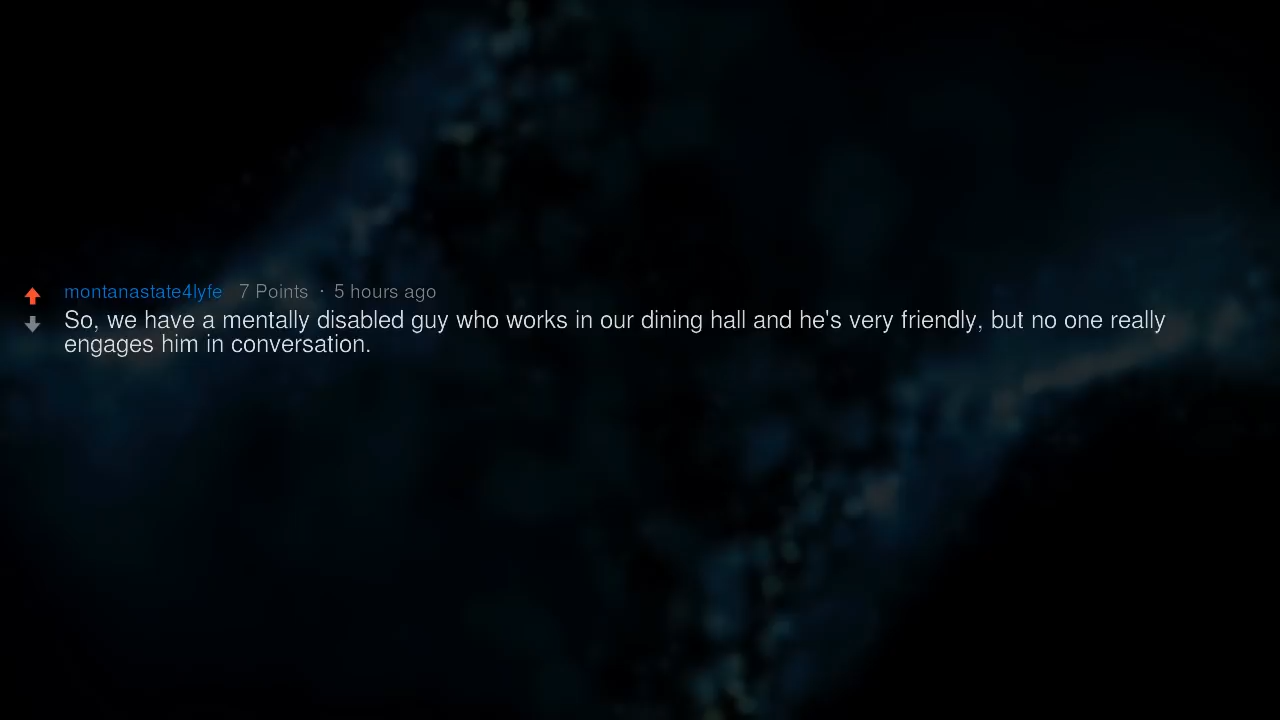 montanastate4lyfe 7 Points · 5 hours ago
So, we have a mentally disabled guy who works in our dining hall and he's very friendly, but no one really
engages him in conversation.